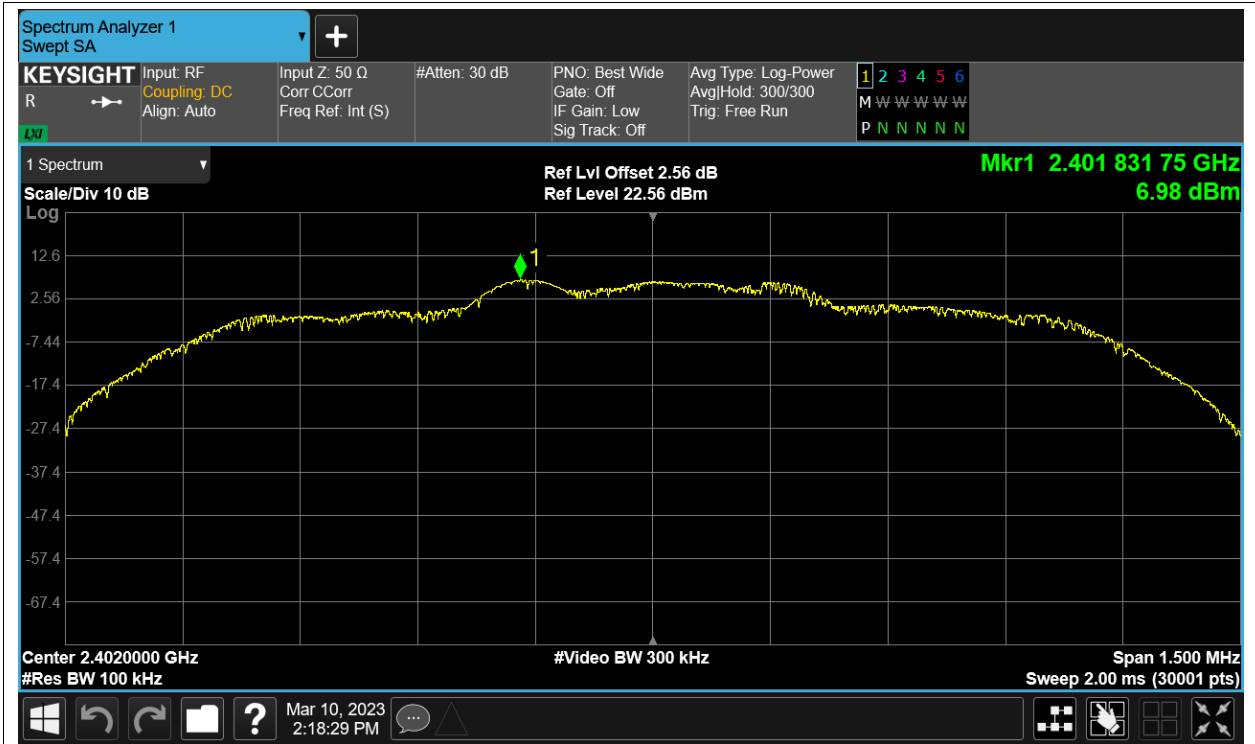 Spectrum Analyzer 1
Swept SA
KEYSIGHT
R
LXI
Input: RF
Coupling: DC
Align: Auto
Input Z: 50 Ω
Corr CCorr
Freq Ref: Int (S)
#Atten: 30 dB
PNO: Best Wide
Gate: Off
IF Gain: Low
Sig Track: Off
Avg Type: Log-Power
Avg|Hold: 300/300
Trig: Free Run
1 2 3 4 5 6
M W W W W W
P N N N N N
1 Spectrum
Scale/Div 10 dB
Log
Ref Lvl Offset 2.56 dB
Ref Level 22.56 dBm
Mkr1 2.401 831 75 GHz
6.98 dBm
1
12.6
2.56
-7.44
-17.4
-27.4
-37.4
-47.4
-57.4
-67.4
Center 2.4020000 GHz
#Res BW 100 kHz
#Video BW 300 kHz
Span 1.500 MHz
Sweep 2.00 ms (30001 pts)
?
Mar 10, 2023
2:18:29 PM